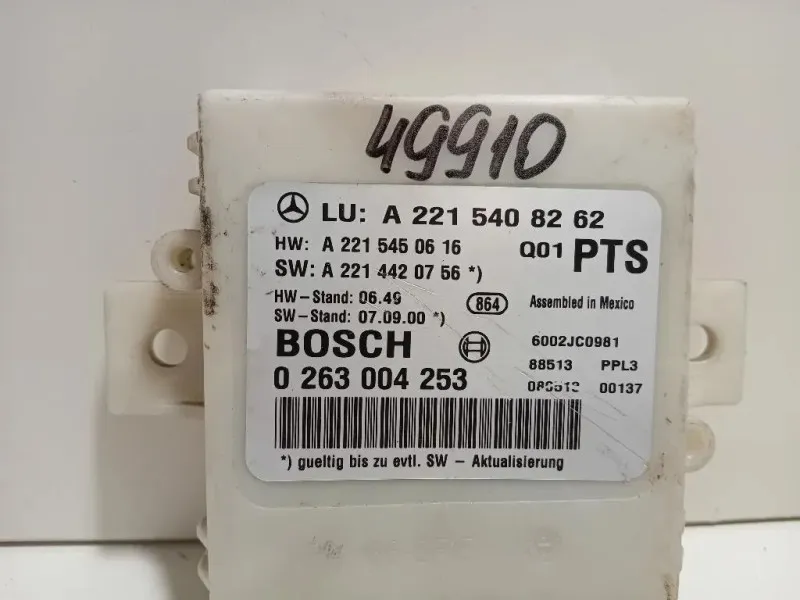 49910
LU: A 221 540 82 62
HW: A 221 545 06 16 Q01 PTS
SW: A 221 442 07 56 *)
HW-Stand: 06.49 864 Assembled in Mexico
SW-Stand: 07.09.00 *)
BOSCH 6002JC0981
88513 PPL3
0 263 004 253 00137
*) gueltig bis zu evtl. SW - Aktualisierung